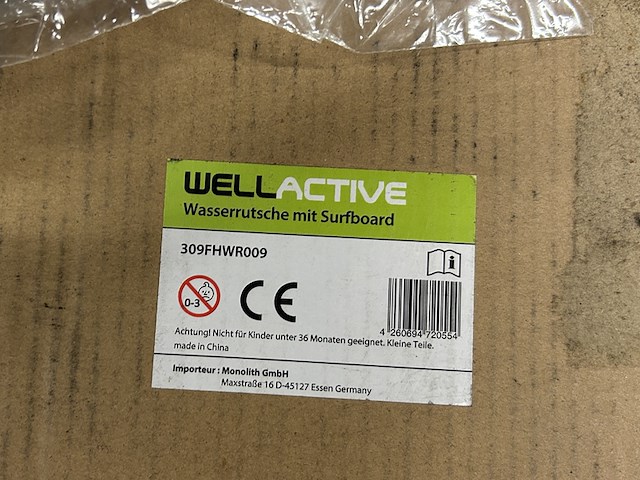 WELLACTIVE
Wasserrutsche mit Surfboard
309FHWR009
0-3
CE
4 260694 720554
Achtung! Nicht für Kinder unter 36 Monaten geeignet. Kleine Teile.
made in China
Importeur : Monolith GmbH
Maxstraße 16 D-45127 Essen Germany